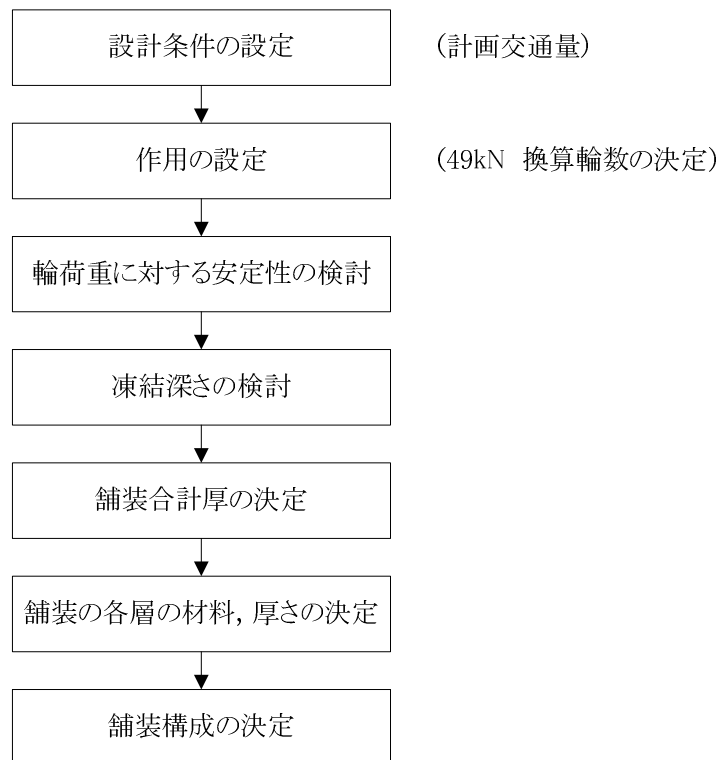 設計条件の設定 (計画交通量)
作用の設定 (49kN 換算輪数の決定)
輪荷重に対する安定性の検討
凍結深さの検討
舗装合計厚の決定
舗装の各層の材料, 厚さの決定
舗装構成の決定